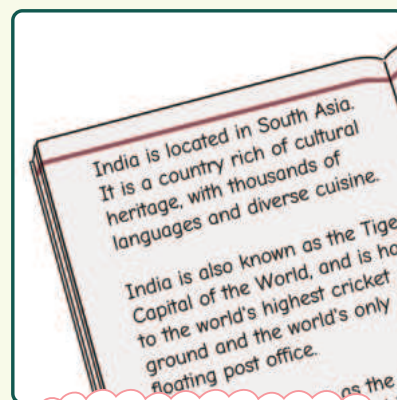 India is located in South Asia.
It is a country rich of cultural
heritage, with thousands of
languages and diverse cuisine.
India is also known as the
Capital of the World, and is
to the world's highest cricket
ground and the world's only
floating post office.
as the